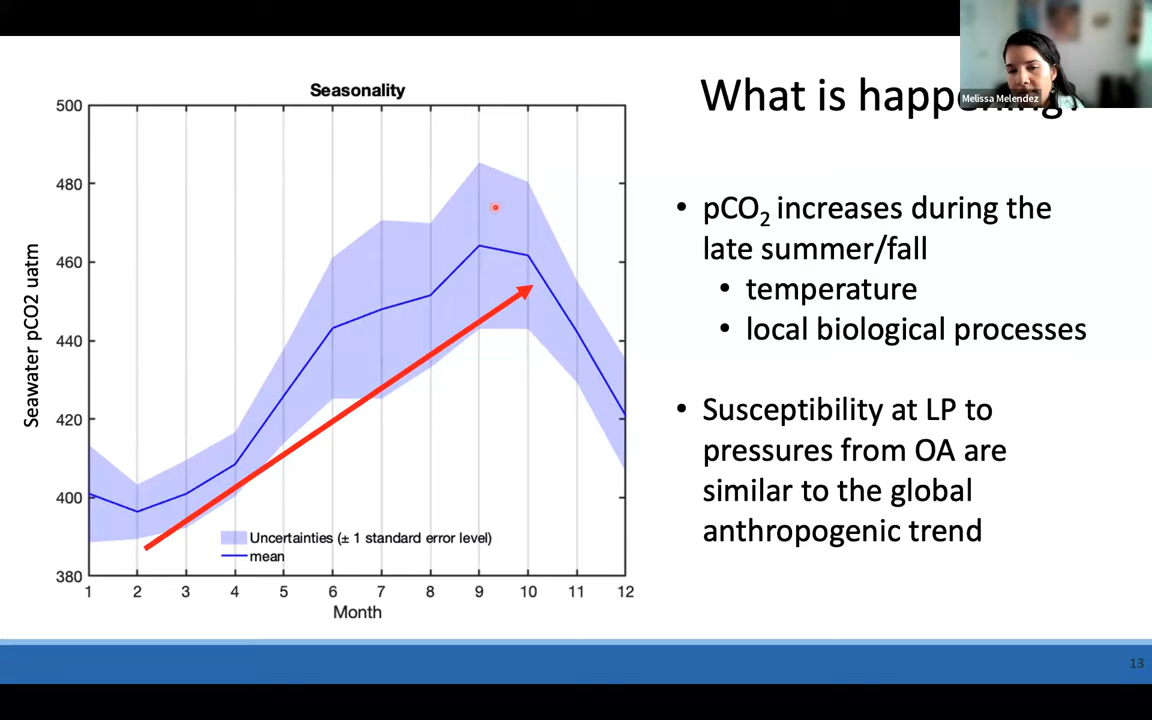 Melissa Melendez
What is happening?
Seasonality
500
480
460
440
420
400
380
Seawater pCO2 uatm
1 2 3 4 5 6 7 8 9 10 11 12
Month
Uncertainties (± 1 standard error level)
mean
• pCO₂ increases during the
late summer/fall
• temperature
• local biological processes
• Susceptibility at LP to
pressures from OA are
similar to the global
anthropogenic trend
13